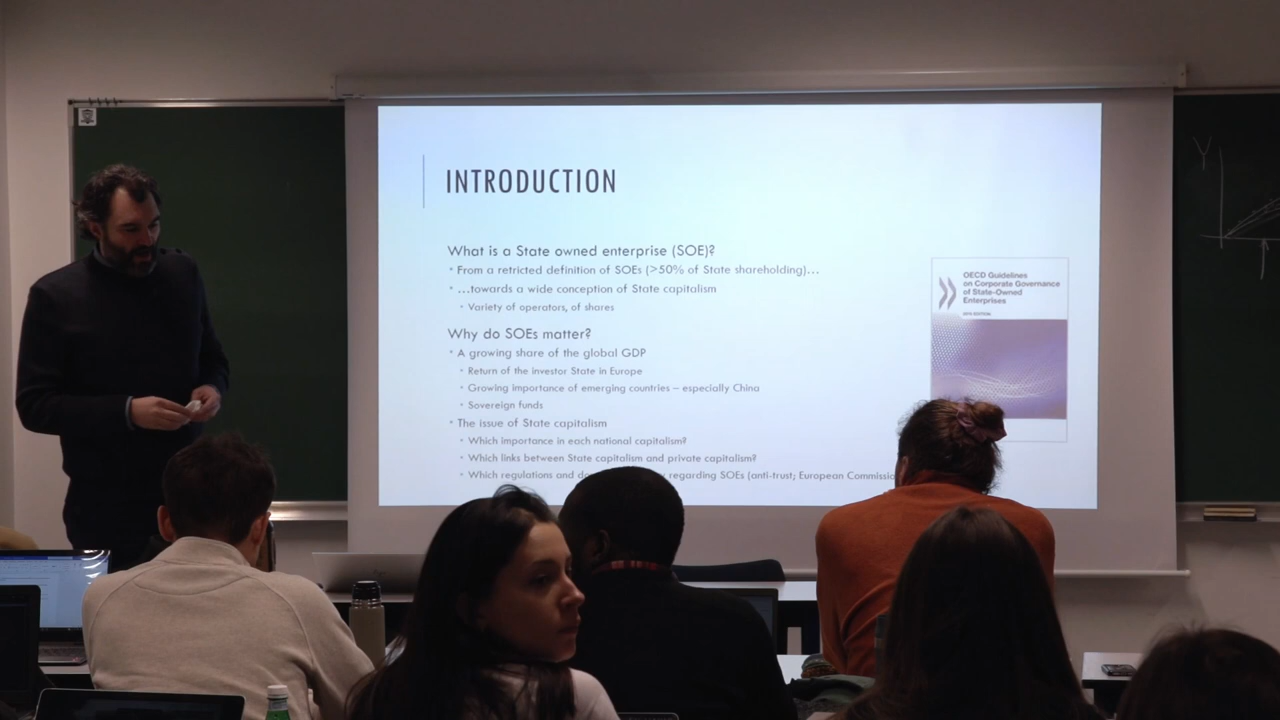 INTRODUCTION
What is a State owned enterprise (SOE)?
• From a retricted definition of SOEs (>50% of State shareholding)...
• ...towards a wide conception of State capitalism
• Variety of operators, of shares
Why do SOEs matter?
• A growing share of the global GDP
• Return of the investor State in Europe
• Growing importance of emerging countries – especially China
• Sovereign funds
• The issue of State capitalism
• Which importance in each national capitalism?
• Which links between State capitalism and private capitalism?
• Which regulations and regarding SOEs (anti-trust; European
OECD Guidelines
on Corporate Governance
of State-Owned
Enterprises
EDITION
Y